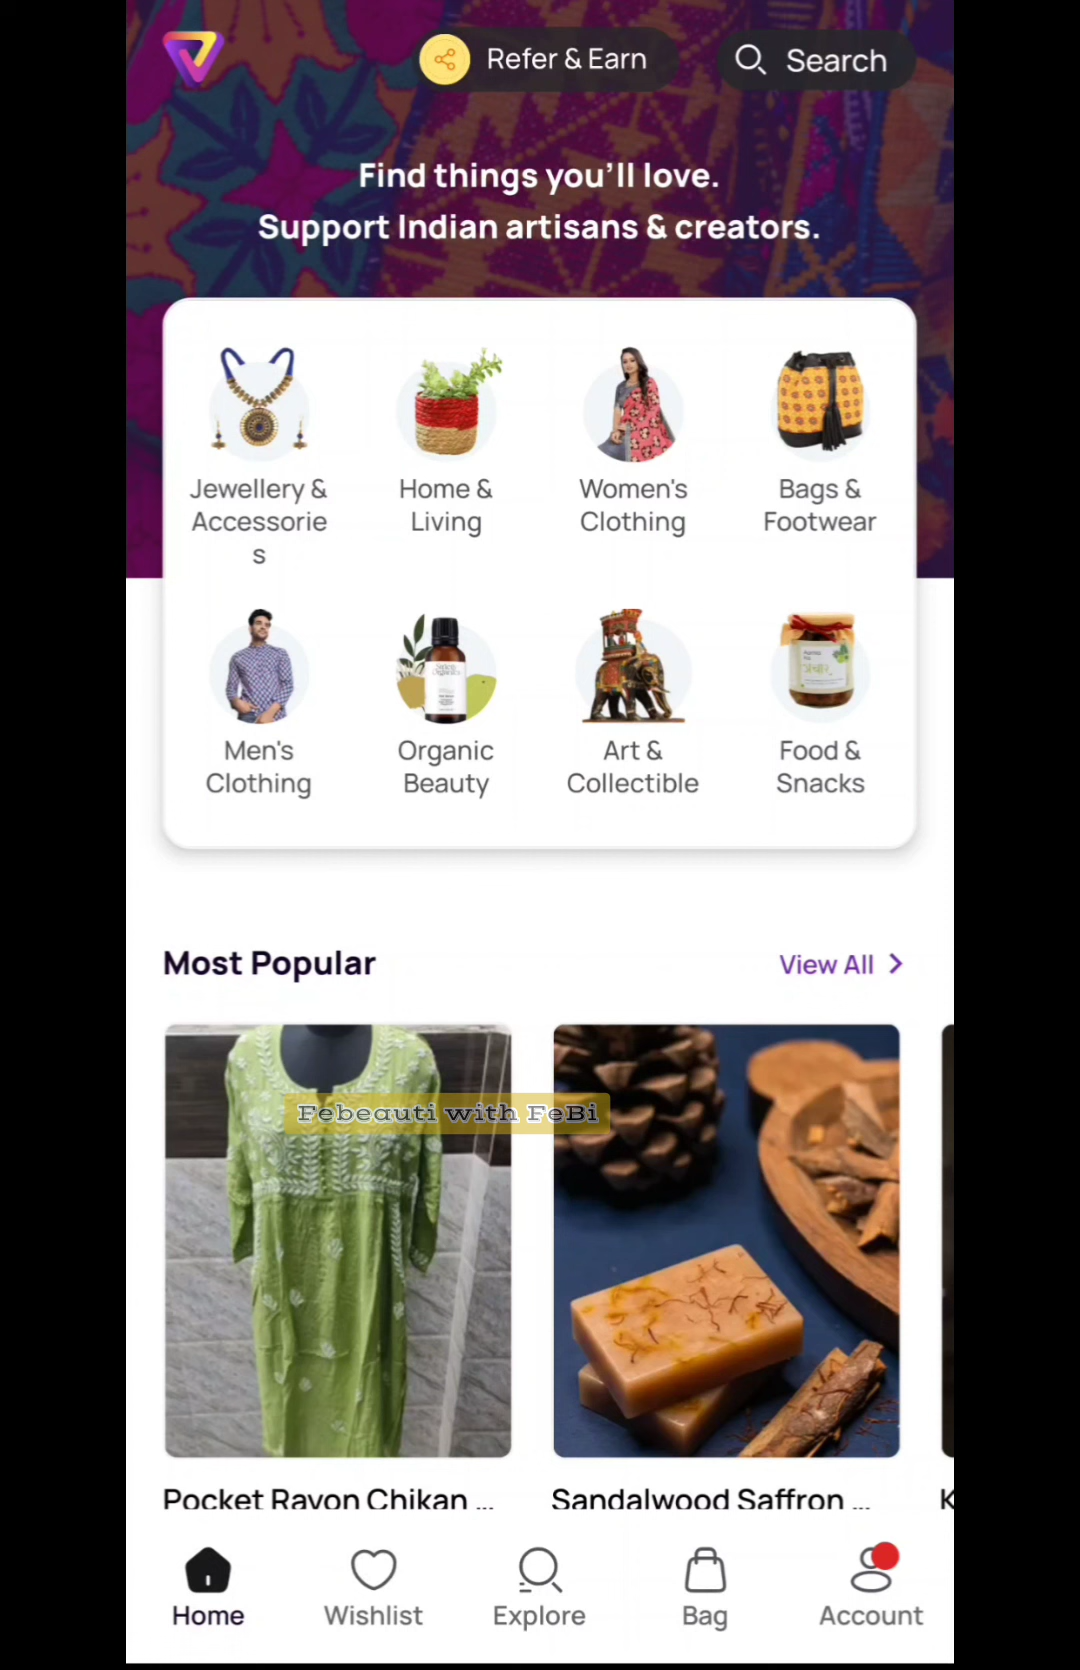 Refer & Earn
Search
Find things you'll love.
Support Indian artisans & creators.
Jewellery &
Accessorie
s
Home &
Living
Women's
Clothing
Bags &
Footwear
Men's
Clothing
Organic
Beauty
Art &
Collectible
Food &
Snacks
Most Popular
View All
Febeauti with FeBi
Pocket Rayon Chikan ...
Sandalwood Saffron ...
K
Home
Wishlist
Explore
Bag
Account